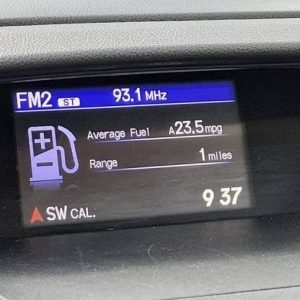 FM2 ST 93.1 MHz
Average Fuel A23.5mpg
Range 1 miles
9 37
SW CAL.